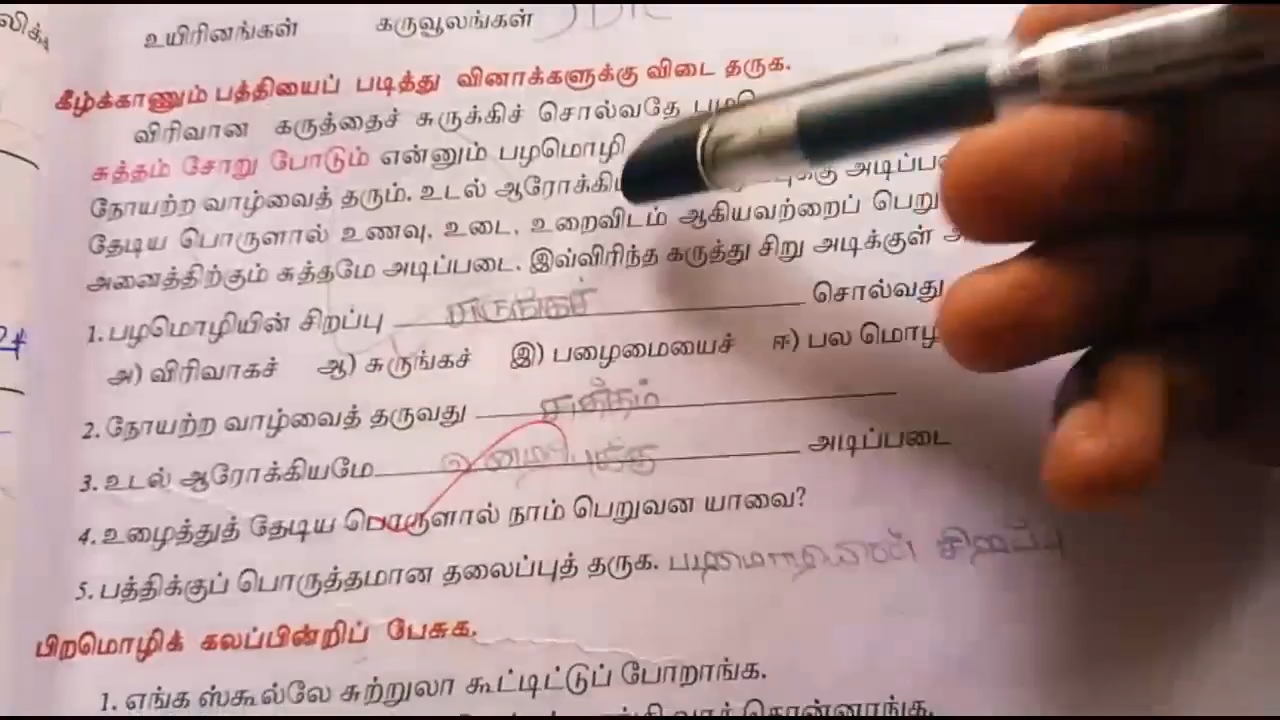 உயிரினங்கள் கருவூலங்கள்
கீழ்க்காணும் பத்தியைப் படித்து வினாக்களுக்கு விடை தருக.
விரிவான கருத்தைச் சுருக்கிச் சொல்வதே
சுத்தம் சோறு போடும் என்னும் பழமொழி
நோயற்ற வாழ்வைத் தரும். உடல்
தேடிய பொருளால் உணவு, உடை, உறைவிடம் ஆகியவற்றைப்
அனைத்திற்கும் சுத்தமே அடிப்படை. இவ்விரிந்த கருத்து சிறு அடிக்குள்
1. பழமொழியின் சிறப்பு சுருங்கச் சொல்வது
அ) விரிவாகச் ஆ) சுருங்கச் இ) பழைமையைச் ஈ) பல
2. நோயற்ற வாழ்வைத் தருவது சுத்தம்
3. உடல் ஆரோக்கியமே அடிப்படை
4. உழைத்துத் தேடிய பொருளால் நாம் பெறுவன யாவை?
5. பத்திக்குப் பொருத்தமான தலைப்புத் தருக. சிறப்பு
பிறமொழிக் கலப்பின்றிப் பேசுக.
1. எங்க ஸ்கூல்லே சுற்றுலா கூட்டிட்டுப் போறாங்க.